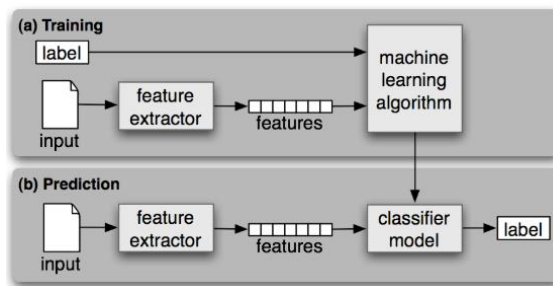 (a) Training
label
machine
learning
algorithm
feature
extractor
features
input
(b) Prediction
feature
extractor
features
classifier
model
label
input